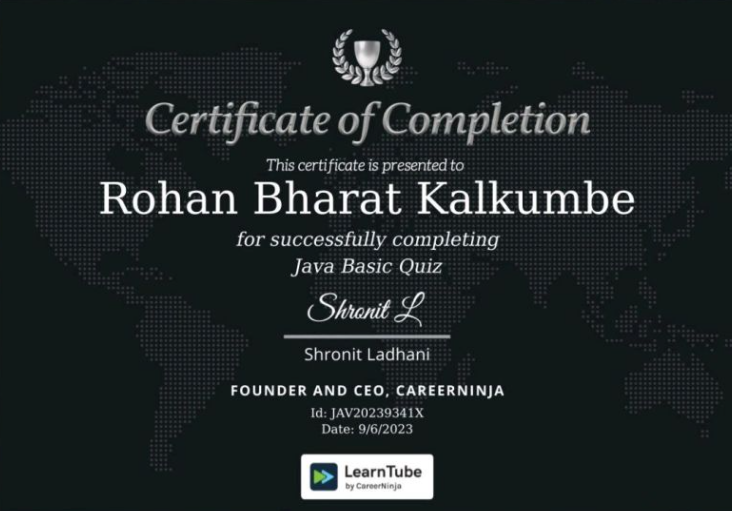 Certificate of Completion
This certificate is presented to
Rohan Bharat Kalkumbe
for successfully completing
Java Basic Quiz
Shronit L
Shronit Ladhani
FOUNDER AND CEO, CAREERNINJA
Id: JAV20239341X
Date: 9/6/2023
LearnTube
by CareerNinja